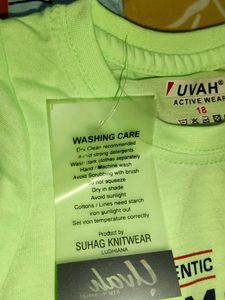 UVAH®
ACTIVE WEAR
18
WASHING CARE
Dry Clean recommended
Avoid strong detergents
Wash dark clothes separately
Hand / Machine wash
Avoid Scrubbing with brush
do not squeeze
Dry in shade
Avoid sunlight
Cottons / Linen need starch
iron sunlight out
Set iron temperature correctly
Product by
SUHAG KNITWEAR
LUDHIANA
Uvah
ENTIC